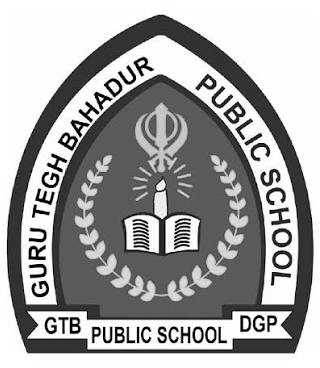 GURU TEGH BAHADUR PUBLIC SCHOOL
GTB PUBLIC SCHOOL DGP